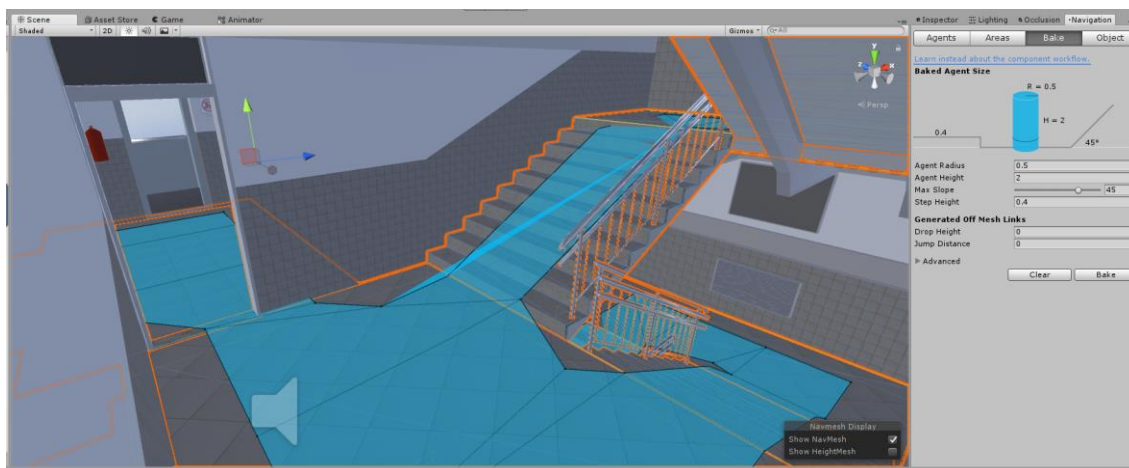 Scene Asset Store Game Animator
Shaded 2D Gizmos All
y
z x
Persp
Navmesh Display
Show NavMesh
Show HeightMesh
Inspector Lighting Occlusion Navigation
Agents Areas Bake Object
Learn instead about the component workflow.
Baked Agent Size
R = 0.5
H = 2
0.4
45°
Agent Radius 0.5
Agent Height 2
Max Slope 45
Step Height 0.4
Generated Off Mesh Links
Drop Height 0
Jump Distance 0
Advanced
Clear Bake